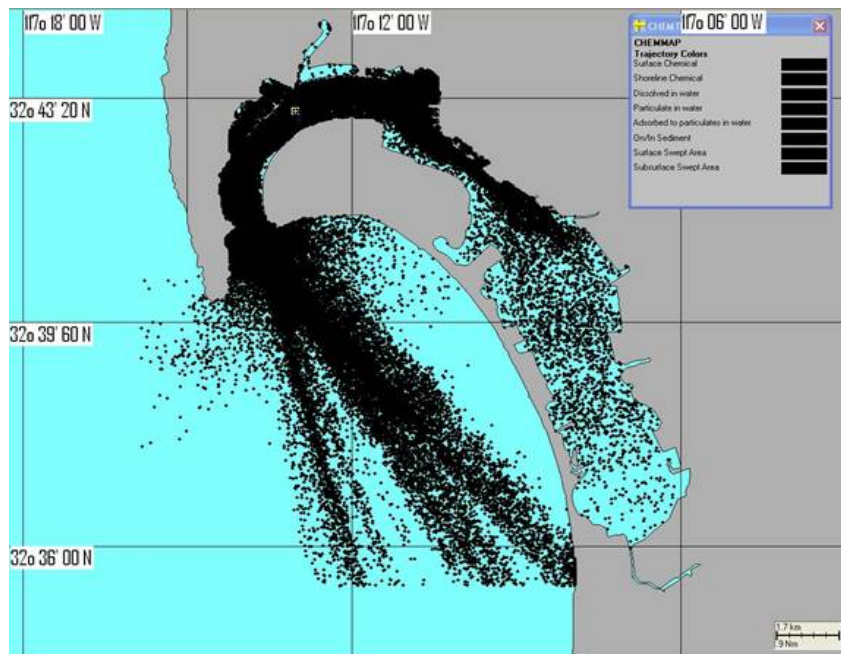 117o 18' 00 W
117o 12' 00 W
117o 06' 00 W
CHEMMAP
Trajectory Colors
Surface Chemical
Shoreline Chemical
Dissolved in water
Particulate in water
Adsorbed to particulates in water
On/In Sediment
Surface Swept Area
Subsurface Swept Area
32o 43' 20 N
32o 39' 60 N
32o 36' 00 N
1.7 km
.9 Nm